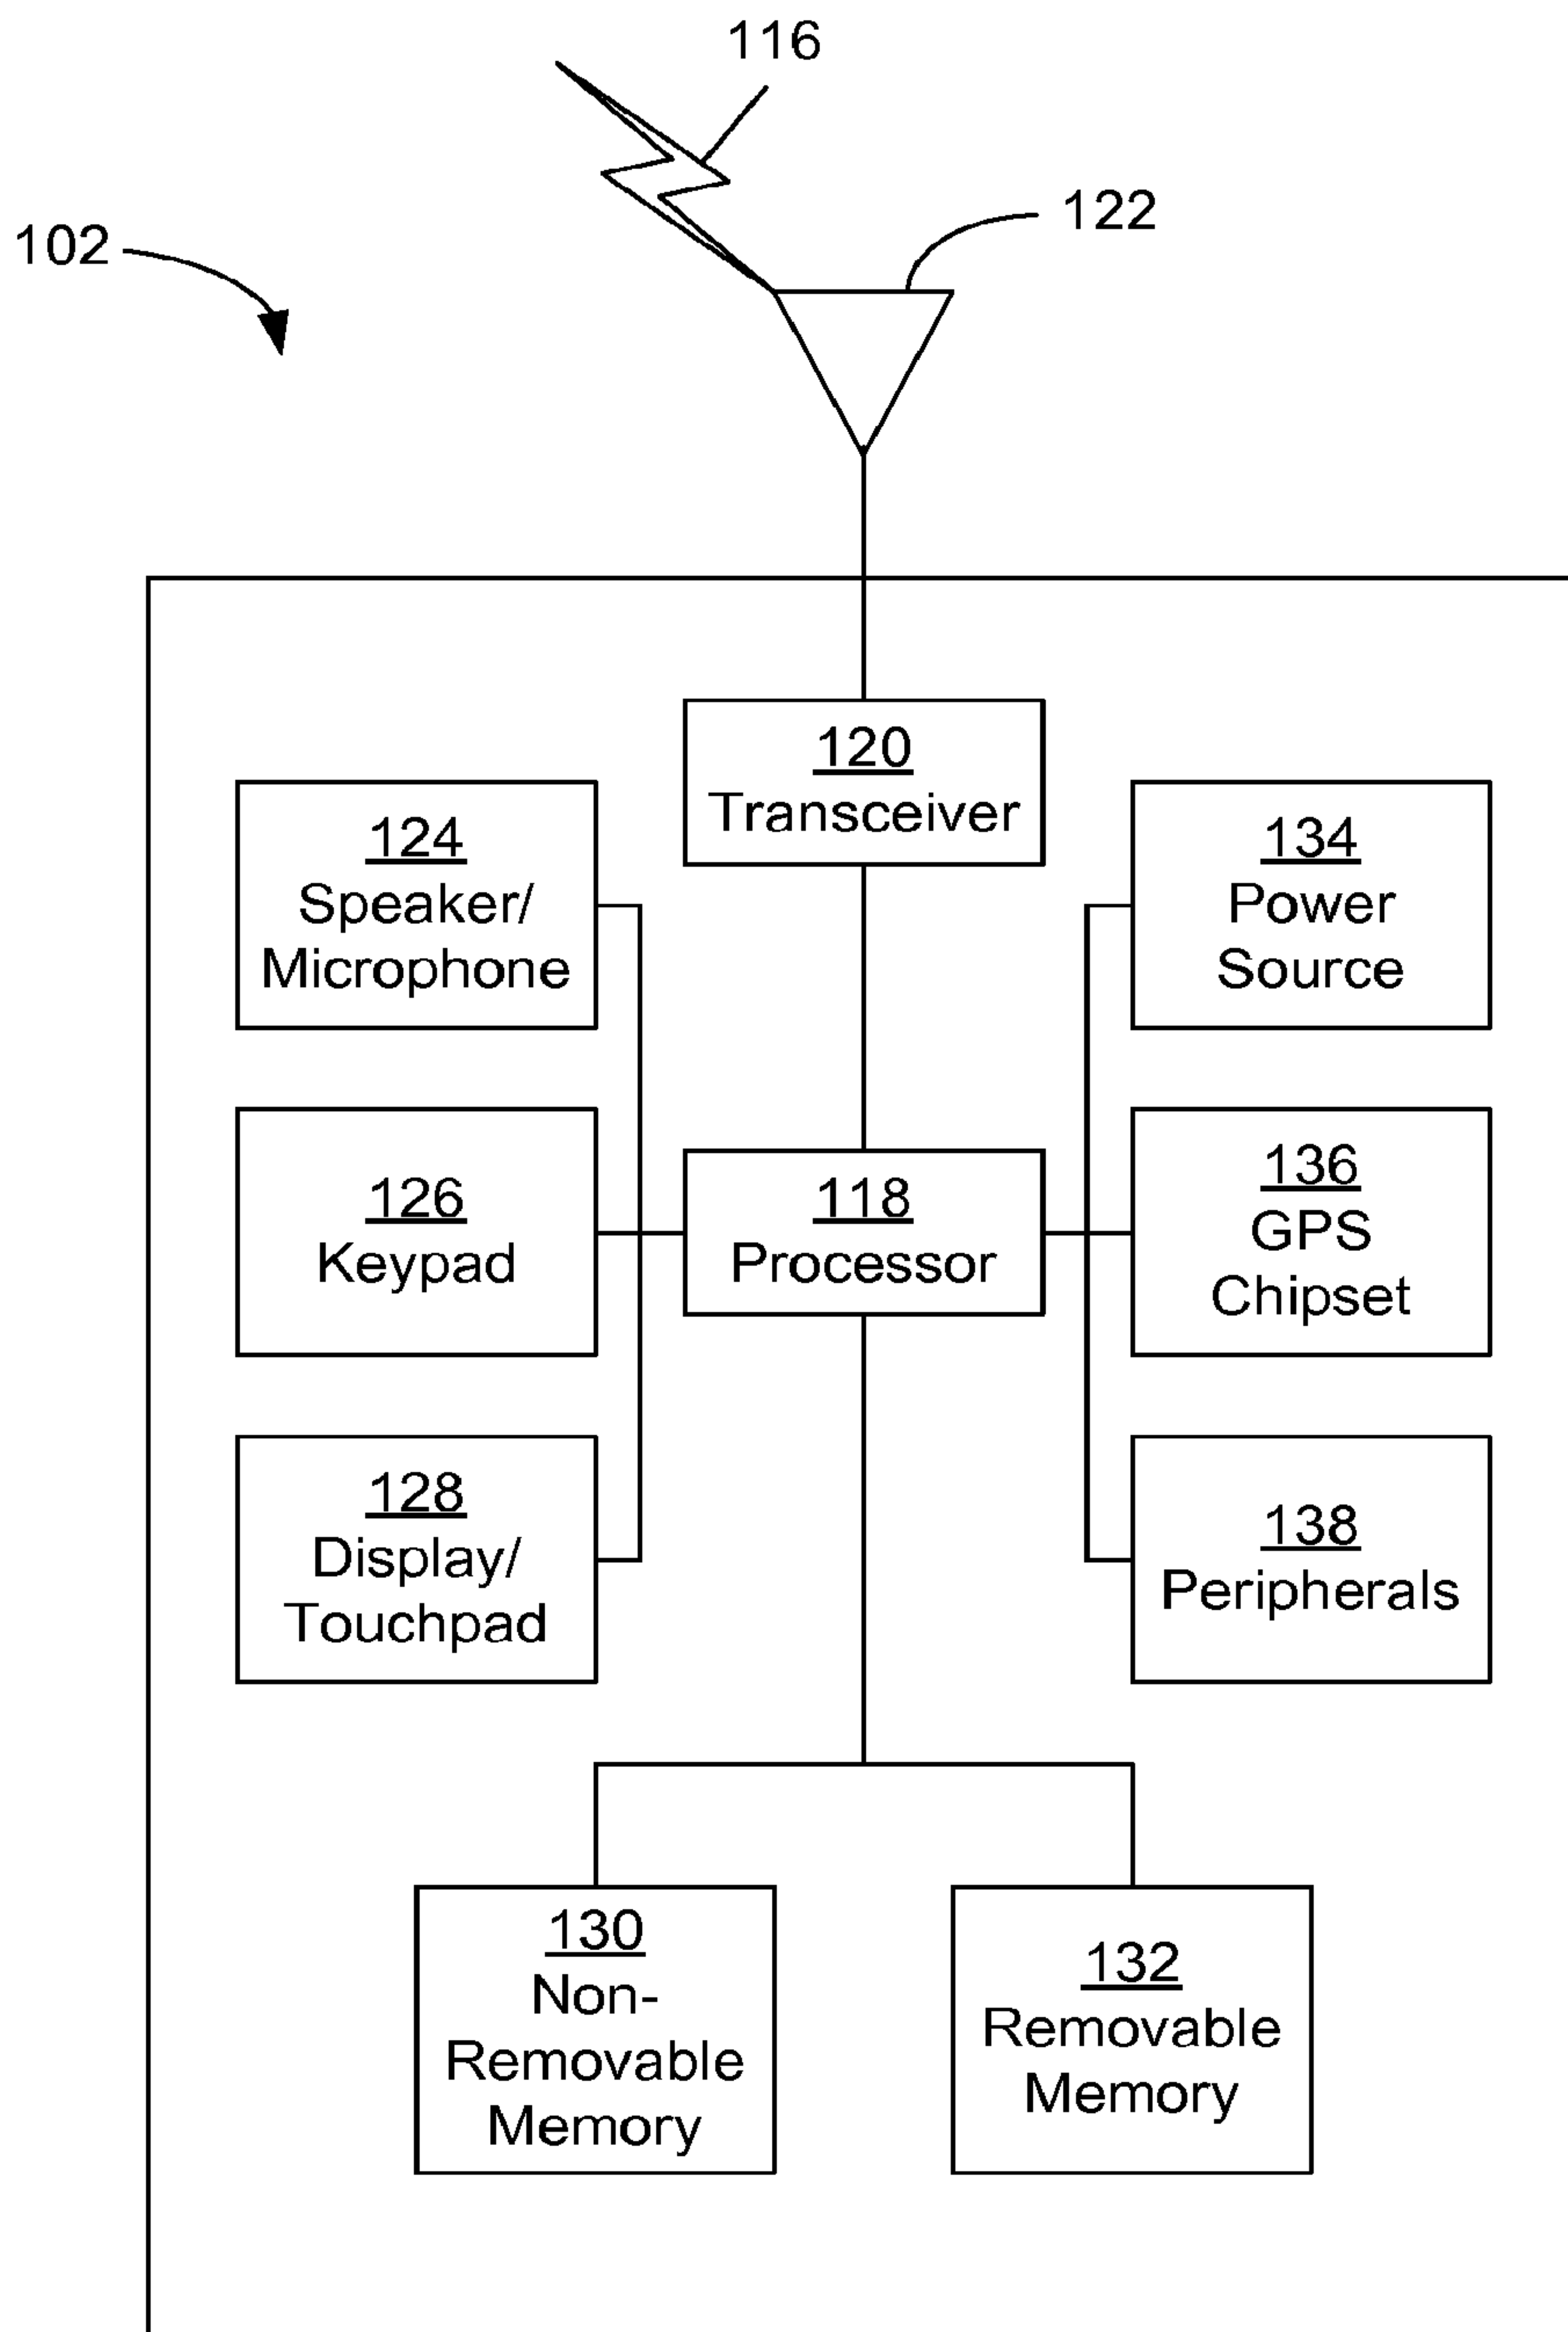 116
122
102
120
Transceiver
124
Speaker/
Microphone
134
Power
Source
126
Keypad
118
Processor
136
GPS
Chipset
128
Display/
Touchpad
138
Peripherals
130
Non-
Removable
Memory
132
Removable
Memory